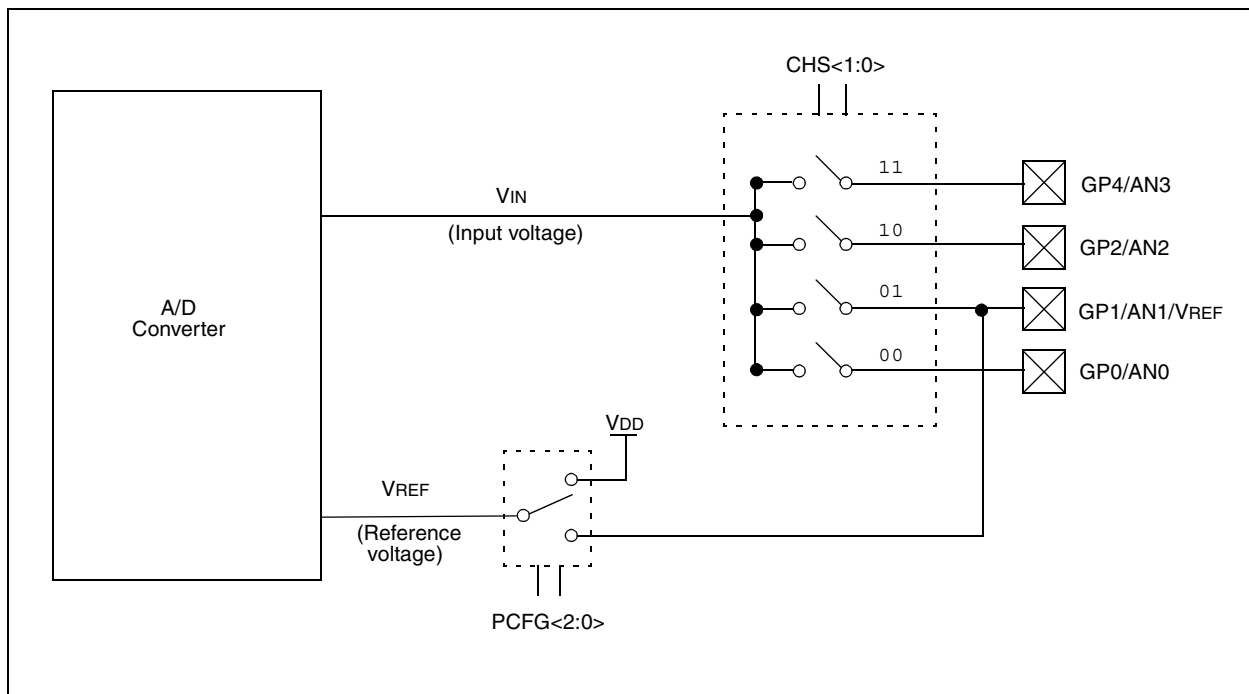 CHS<1:0>
11
GP4/AN3
VIN
(Input voltage)
10
GP2/AN2
01
GP1/AN1/VREF
A/D
Converter
00
GP0/AN0
VDD
VREF
(Reference
voltage)
PCFG<2:0>